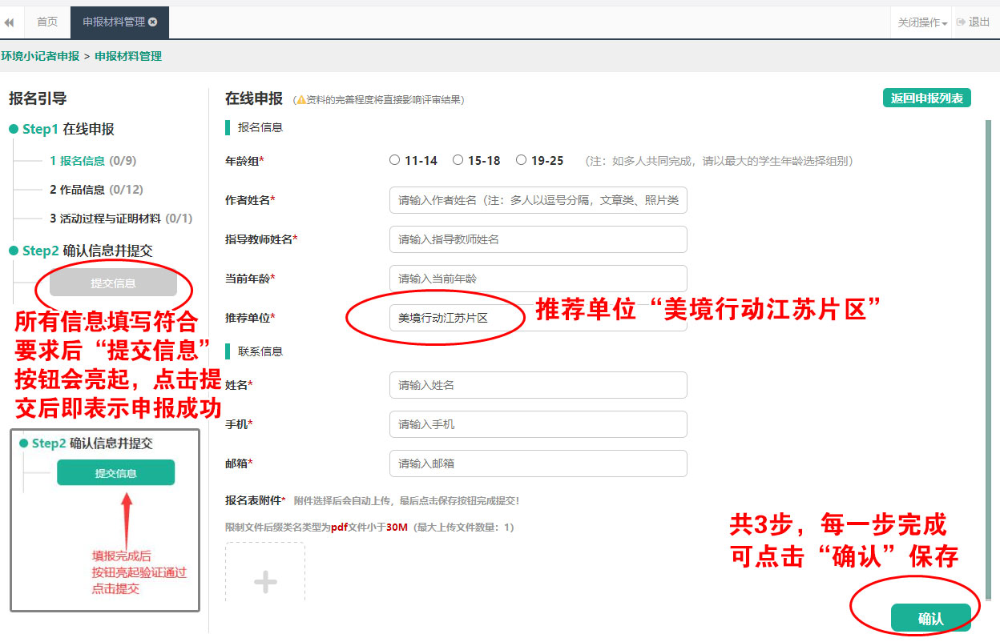 首页
申报材料管理
关闭操作
退出
环境小记者申报 > 申报材料管理
报名引导
Step1 在线申报
1 报名信息 (0/9)
2 作品信息 (0/12)
3 活动过程与证明材料 (0/1)
Step2 确认信息并提交
提交信息
所有信息填写符合
要求后“提交信息”
按钮会亮起，点击提
交后即表示申报成功
Step2 确认信息并提交
提交信息
填报完成后
按钮亮起验证通过
点击提交
在线申报 (资料的完善程度将直接影响评审结果)
返回申报列表
报名信息
年龄组* 11-14 15-18 19-25 （注：如多人共同完成，请以最大的学生年龄选择组别）
作者姓名* 请输入作者姓名（注：多人以逗号分隔，文章类、照片类
指导教师姓名* 请输入指导教师姓名
当前年龄* 请输入当前年龄
推荐单位* 美境行动江苏片区
推荐单位“美境行动江苏片区”
联系信息
姓名* 请输入姓名
手机* 请输入手机
邮箱* 请输入邮箱
报名表附件* 附件选择后会自动上传，最后点击保存按钮完成提交！
限制文件后缀类名类型为pdf文件小于30M（最大上传文件数量：1）
共3步，每一步完成
可点击“确认”保存
确认